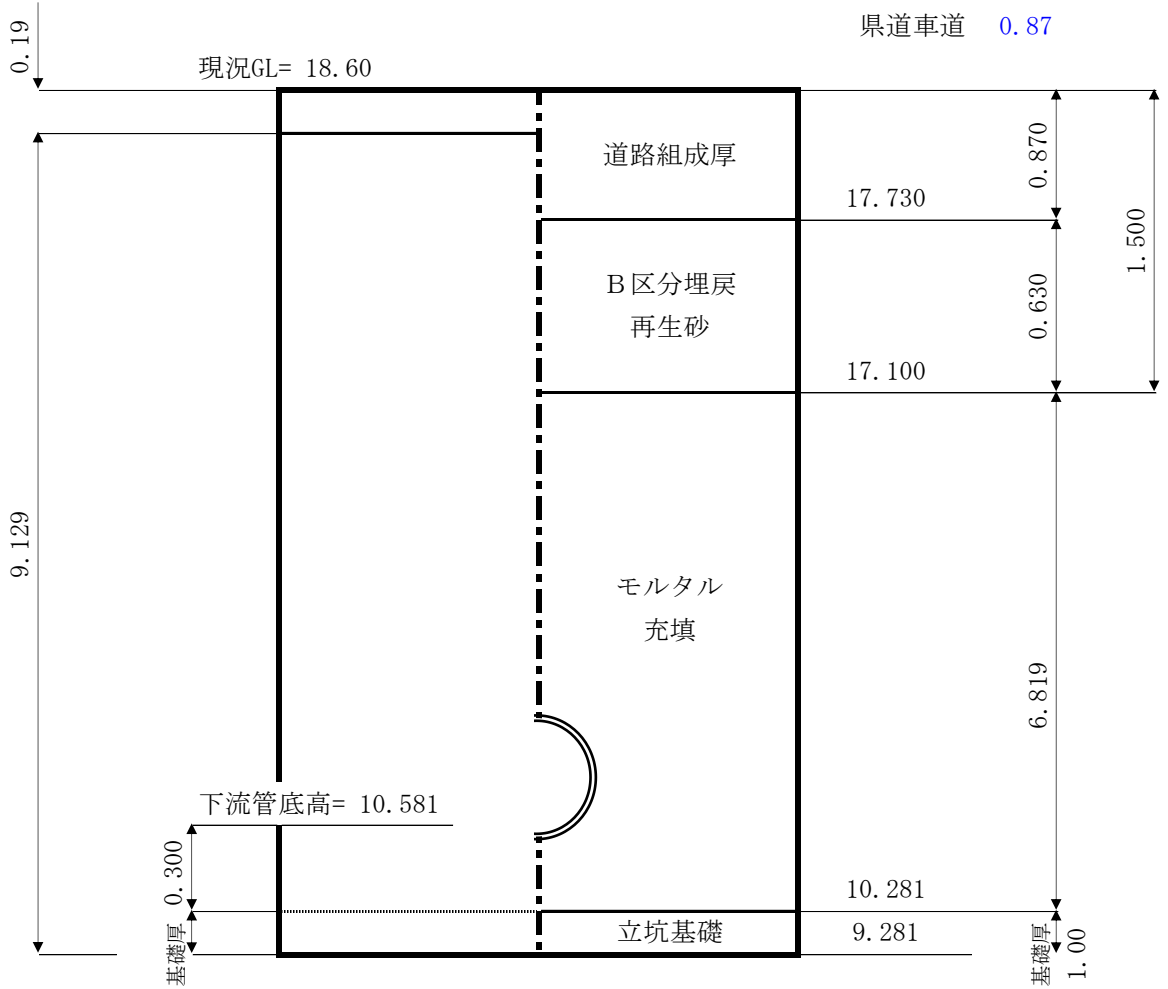 県道車道 0.87
0.19
現況GL= 18.60
道路組成厚
0.870
17.730
1.500
B区分埋戻
再生砂
0.630
17.100
9.129
モルタル
充填
6.819
下流管底高= 10.581
0.300
10.281
基礎厚
立坑基礎
9.281
基礎厚
1.00